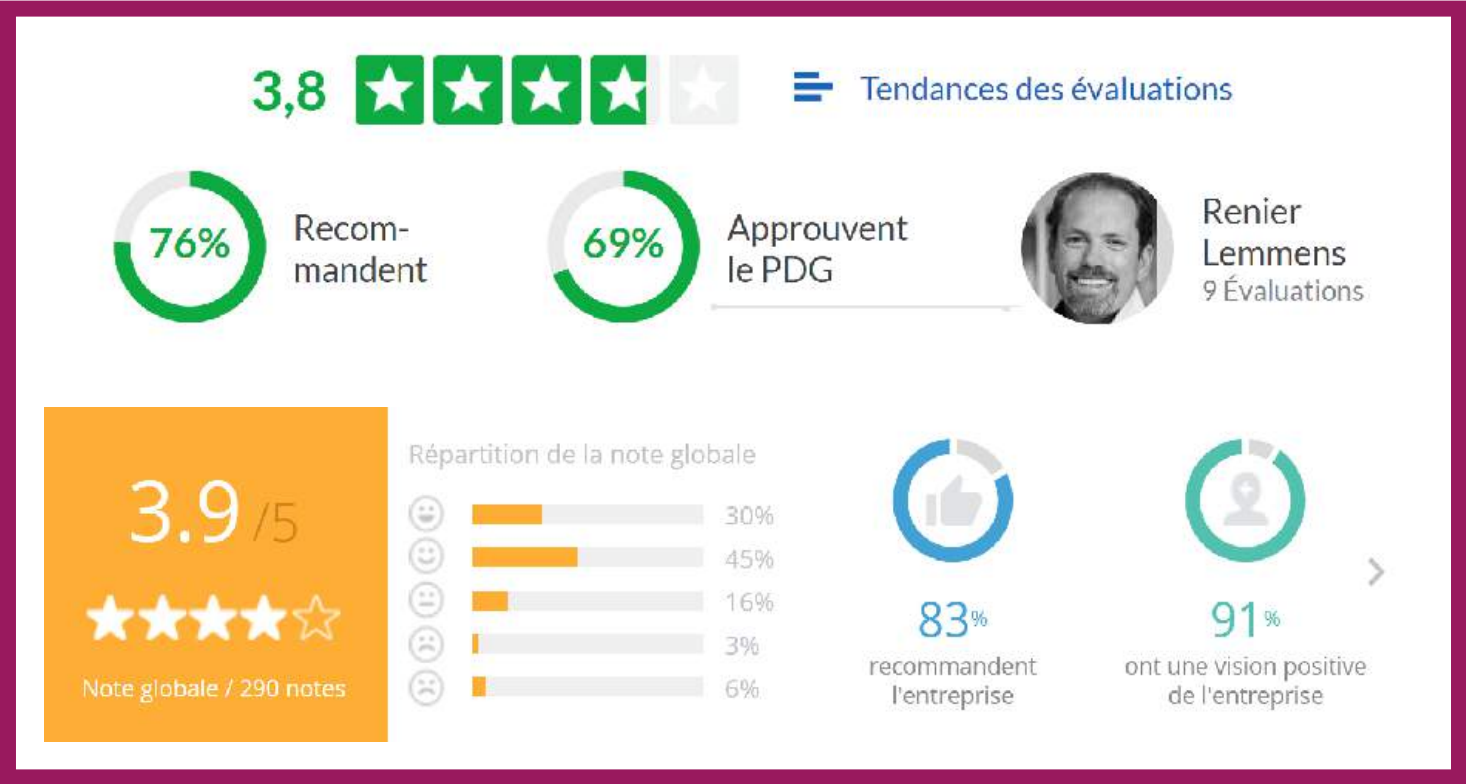 3,8
Tendances des évaluations
76%
Recom-
mandent
69%
Approuvent
le PDG
Renier
Lemmens
9 Évaluations
3.9 /5
Note globale / 290 notes
Répartition de la note globale
30%
45%
16%
3%
6%
83%
recommandent
l'entreprise
91%
ont une vision positive
de l'entreprise